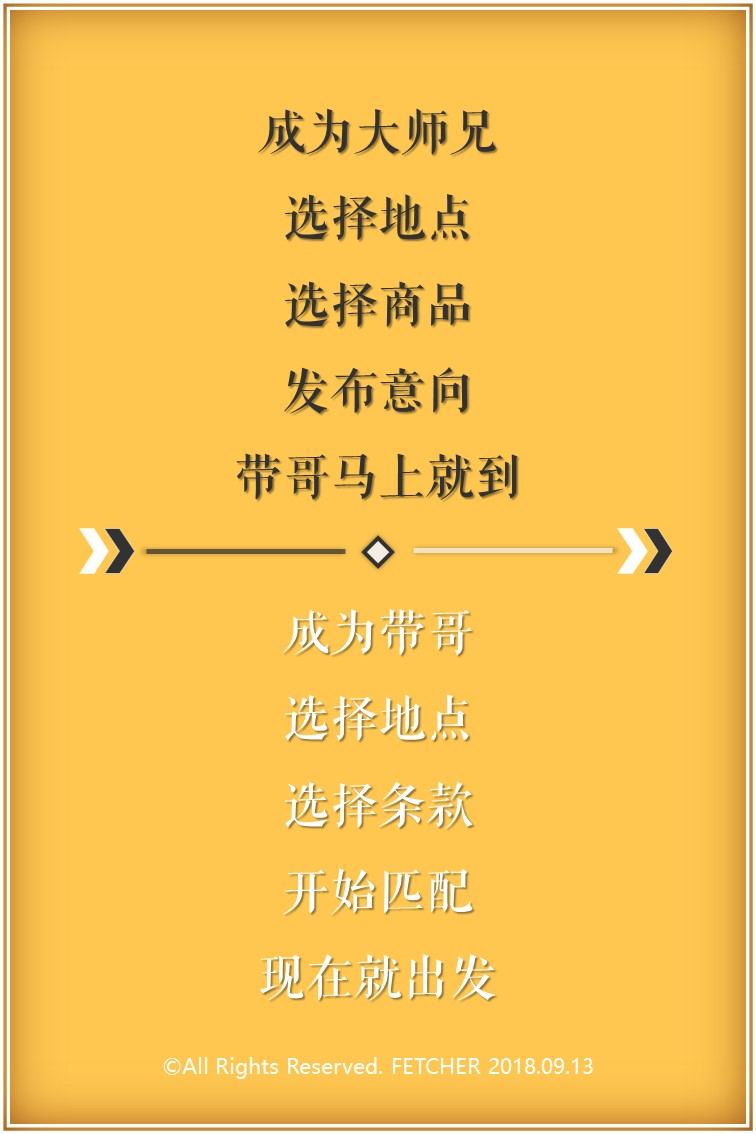 成为大师兄
选择地点
选择商品
发布意向
带哥马上就到
成为带哥
选择地点
选择条款
开始匹配
现在就出发
©All Rights Reserved. FETCHER 2018.09.13